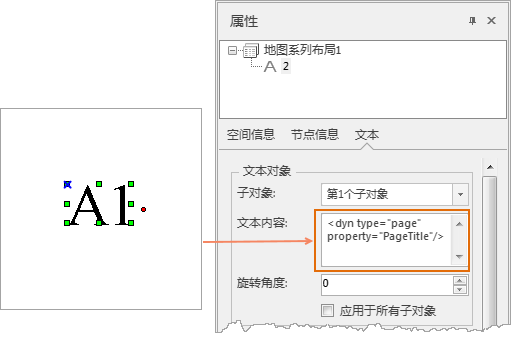 属性
地图系列布局1
A 2
空间信息 节点信息 文本
文本对象
子对象: 第1个子对象
文本内容: <dyn type="page"
property="PageTitle"/>
A1
旋转角度: 0
应用于所有子对象